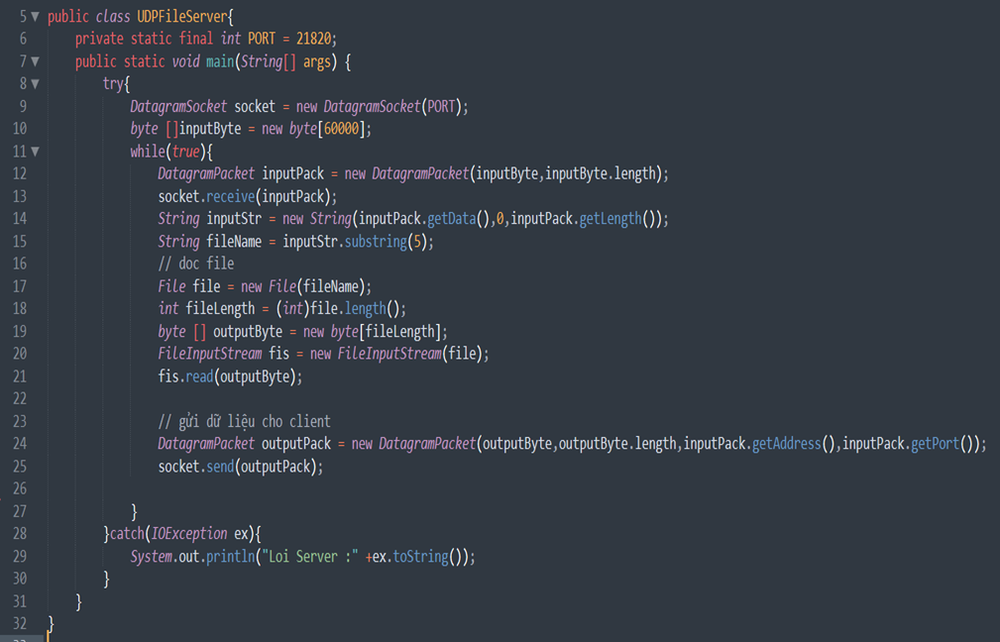 5 public class UDPFileServer{
6 private static final int PORT = 21820;
7 public static void main(String[] args) {
8 try{
9 DatagramSocket socket = new DatagramSocket(PORT);
10 byte []inputByte = new byte[60000];
11 while(true){
12 DatagramPacket inputPack = new DatagramPacket(inputByte,inputByte.length);
13 socket.receive(inputPack);
14 String inputStr = new String(inputPack.getData(),0,inputPack.getLength());
15 String fileName = inputStr.substring(5);
16 // doc file
17 File file = new File(fileName);
18 int fileLength = (int)file.length();
19 byte [] outputByte = new byte[fileLength];
20 FileInputStream fis = new FileInputStream(file);
21 fis.read(outputByte);
22
23 // gửi dữ liệu cho client
24 DatagramPacket outputPack = new DatagramPacket(outputByte,outputByte.length,inputPack.getAddress(),inputPack.getPort());
25 socket.send(outputPack);
26
27 }
28 }catch(IOException ex){
29 System.out.println("Loi Server :" +ex.toString());
30 }
31 }
32 }